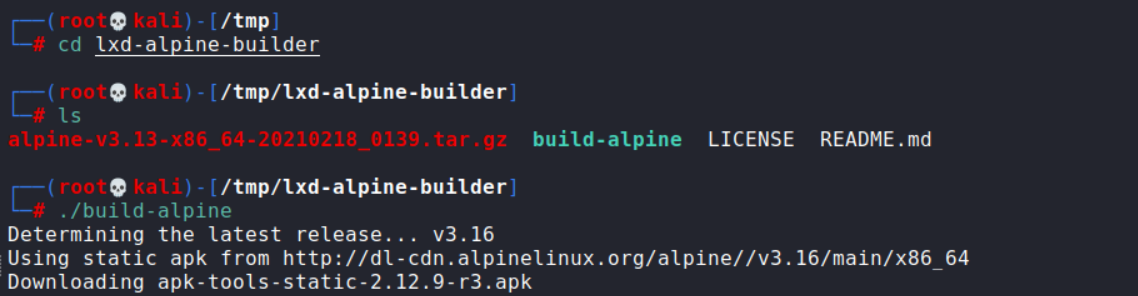 ┌──(root💀kali)-[/tmp]
└─# cd lxd-alpine-builder
┌──(root💀kali)-[/tmp/lxd-alpine-builder]
└─# ls
alpine-v3.13-x86_64-20210218_0139.tar.gz  build-alpine  LICENSE  README.md
┌──(root💀kali)-[/tmp/lxd-alpine-builder]
└─# ./build-alpine
Determining the latest release... v3.16
Using static apk from http://dl-cdn.alpinelinux.org/alpine//v3.16/main/x86_64
Downloading apk-tools-static-2.12.9-r3.apk